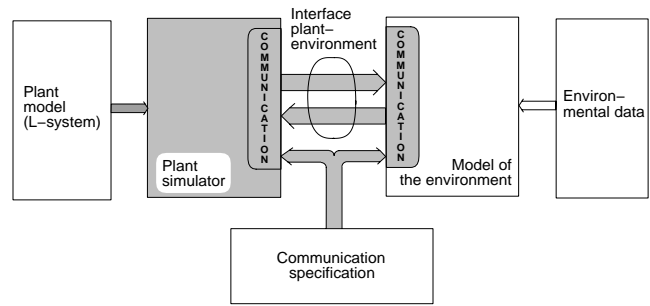 Plant
model
(L−system)
COMMUNICATION
Plant
simulator
Interface
plant−
environment
COMMUNICATION
Model of
the environment
Environ−
mental data
Communication
specification